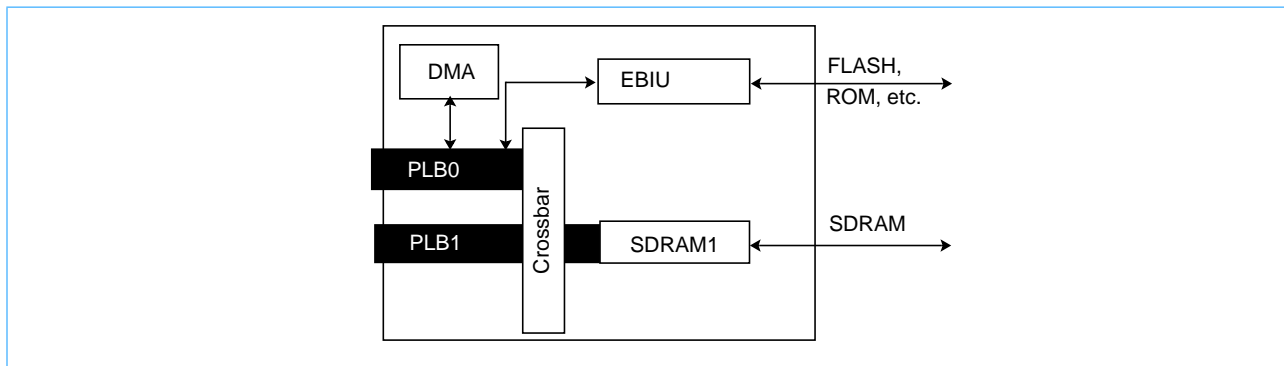 DMA
EBIU
FLASH,
ROM, etc.
PLB0
Crossbar
PLB1
SDRAM1
SDRAM